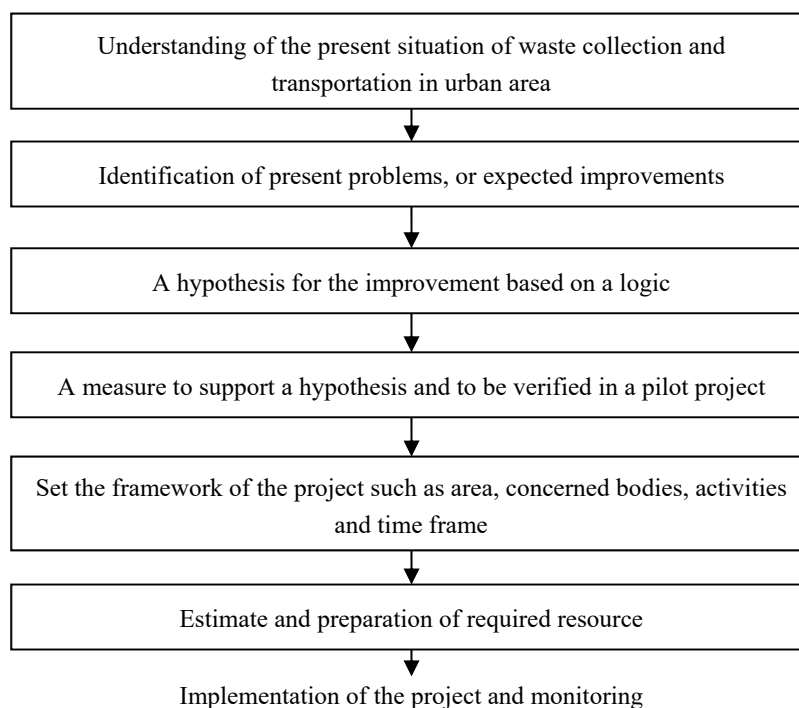 Understanding of the present situation of waste collection and
transportation in urban area
Identification of present problems, or expected improvements
A hypothesis for the improvement based on a logic
A measure to support a hypothesis and to be verified in a pilot project
Set the framework of the project such as area, concerned bodies, activities
and time frame
Estimate and preparation of required resource
Implementation of the project and monitoring